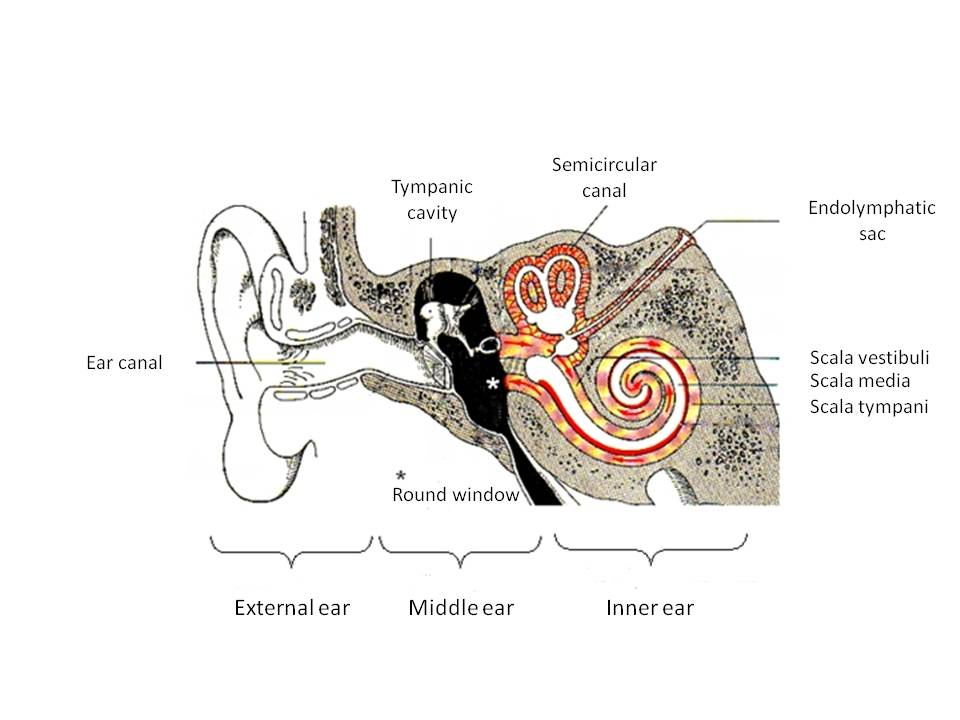 Semicircular
canal
Tympanic
cavity
Endolymphatic
sac
Ear canal
Scala vestibuli
Scala media
Scala tympani
*
*
Round window
External ear
Middle ear
Inner ear